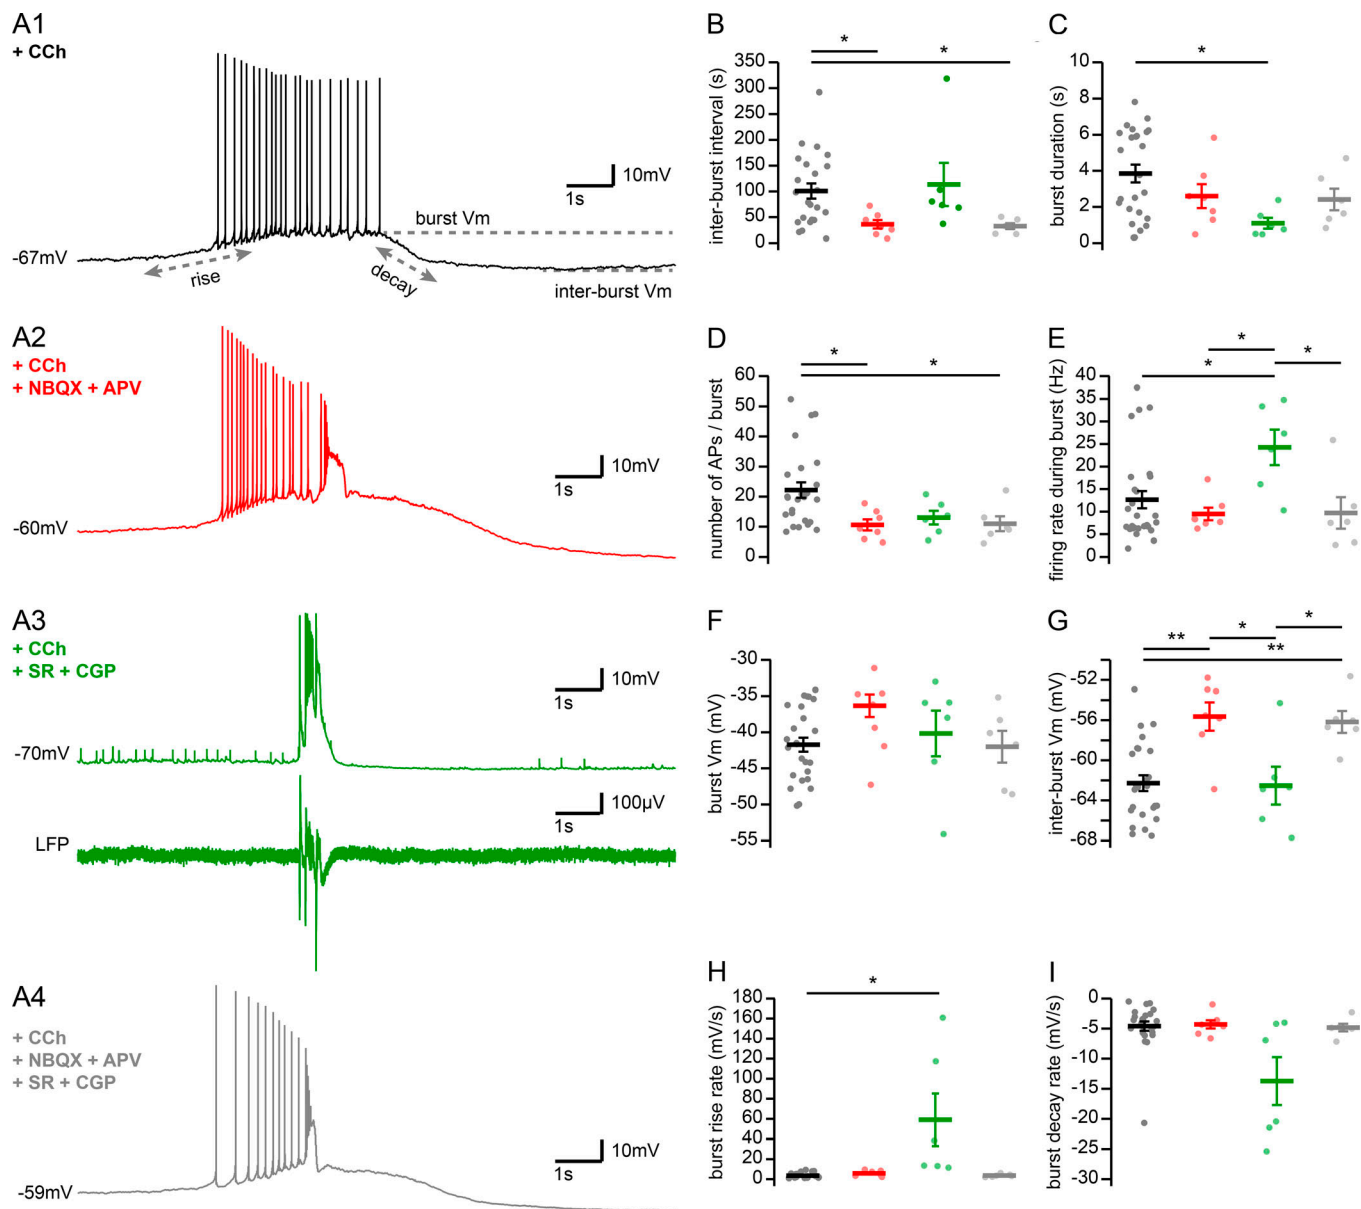 A1
+ CCh
10mV
1s
burst Vm
-67mV
rise
decay
inter-burst Vm
A2
+ CCh
+ NBQX + APV
10mV
1s
-60mV
A3
+ CCh
+ SR + CGP
10mV
1s
-70mV
100µV
1s
LFP
A4
+ CCh
+ NBQX + APV
+ SR + CGP
10mV
1s
-59mV
B
* *
inter-burst interval (s)
350
300
250
200
150
100
50
0
C
*
burst duration (s)
10
8
6
4
2
0
D
* *
number of APs / burst
60
50
40
30
20
10
0
E
*
* *
firing rate during burst (Hz)
40
35
30
25
20
15
10
5
0
F
burst Vm (mV)
-30
-35
-40
-45
-50
-55
G
*
** *
**
inter-burst Vm (mV)
-52
-56
-60
-64
-68
H
*
burst rise rate (mV/s)
180
160
140
120
100
80
60
40
20
0
I
burst decay rate (mV/s)
0
-5
-10
-15
-20
-25
-30